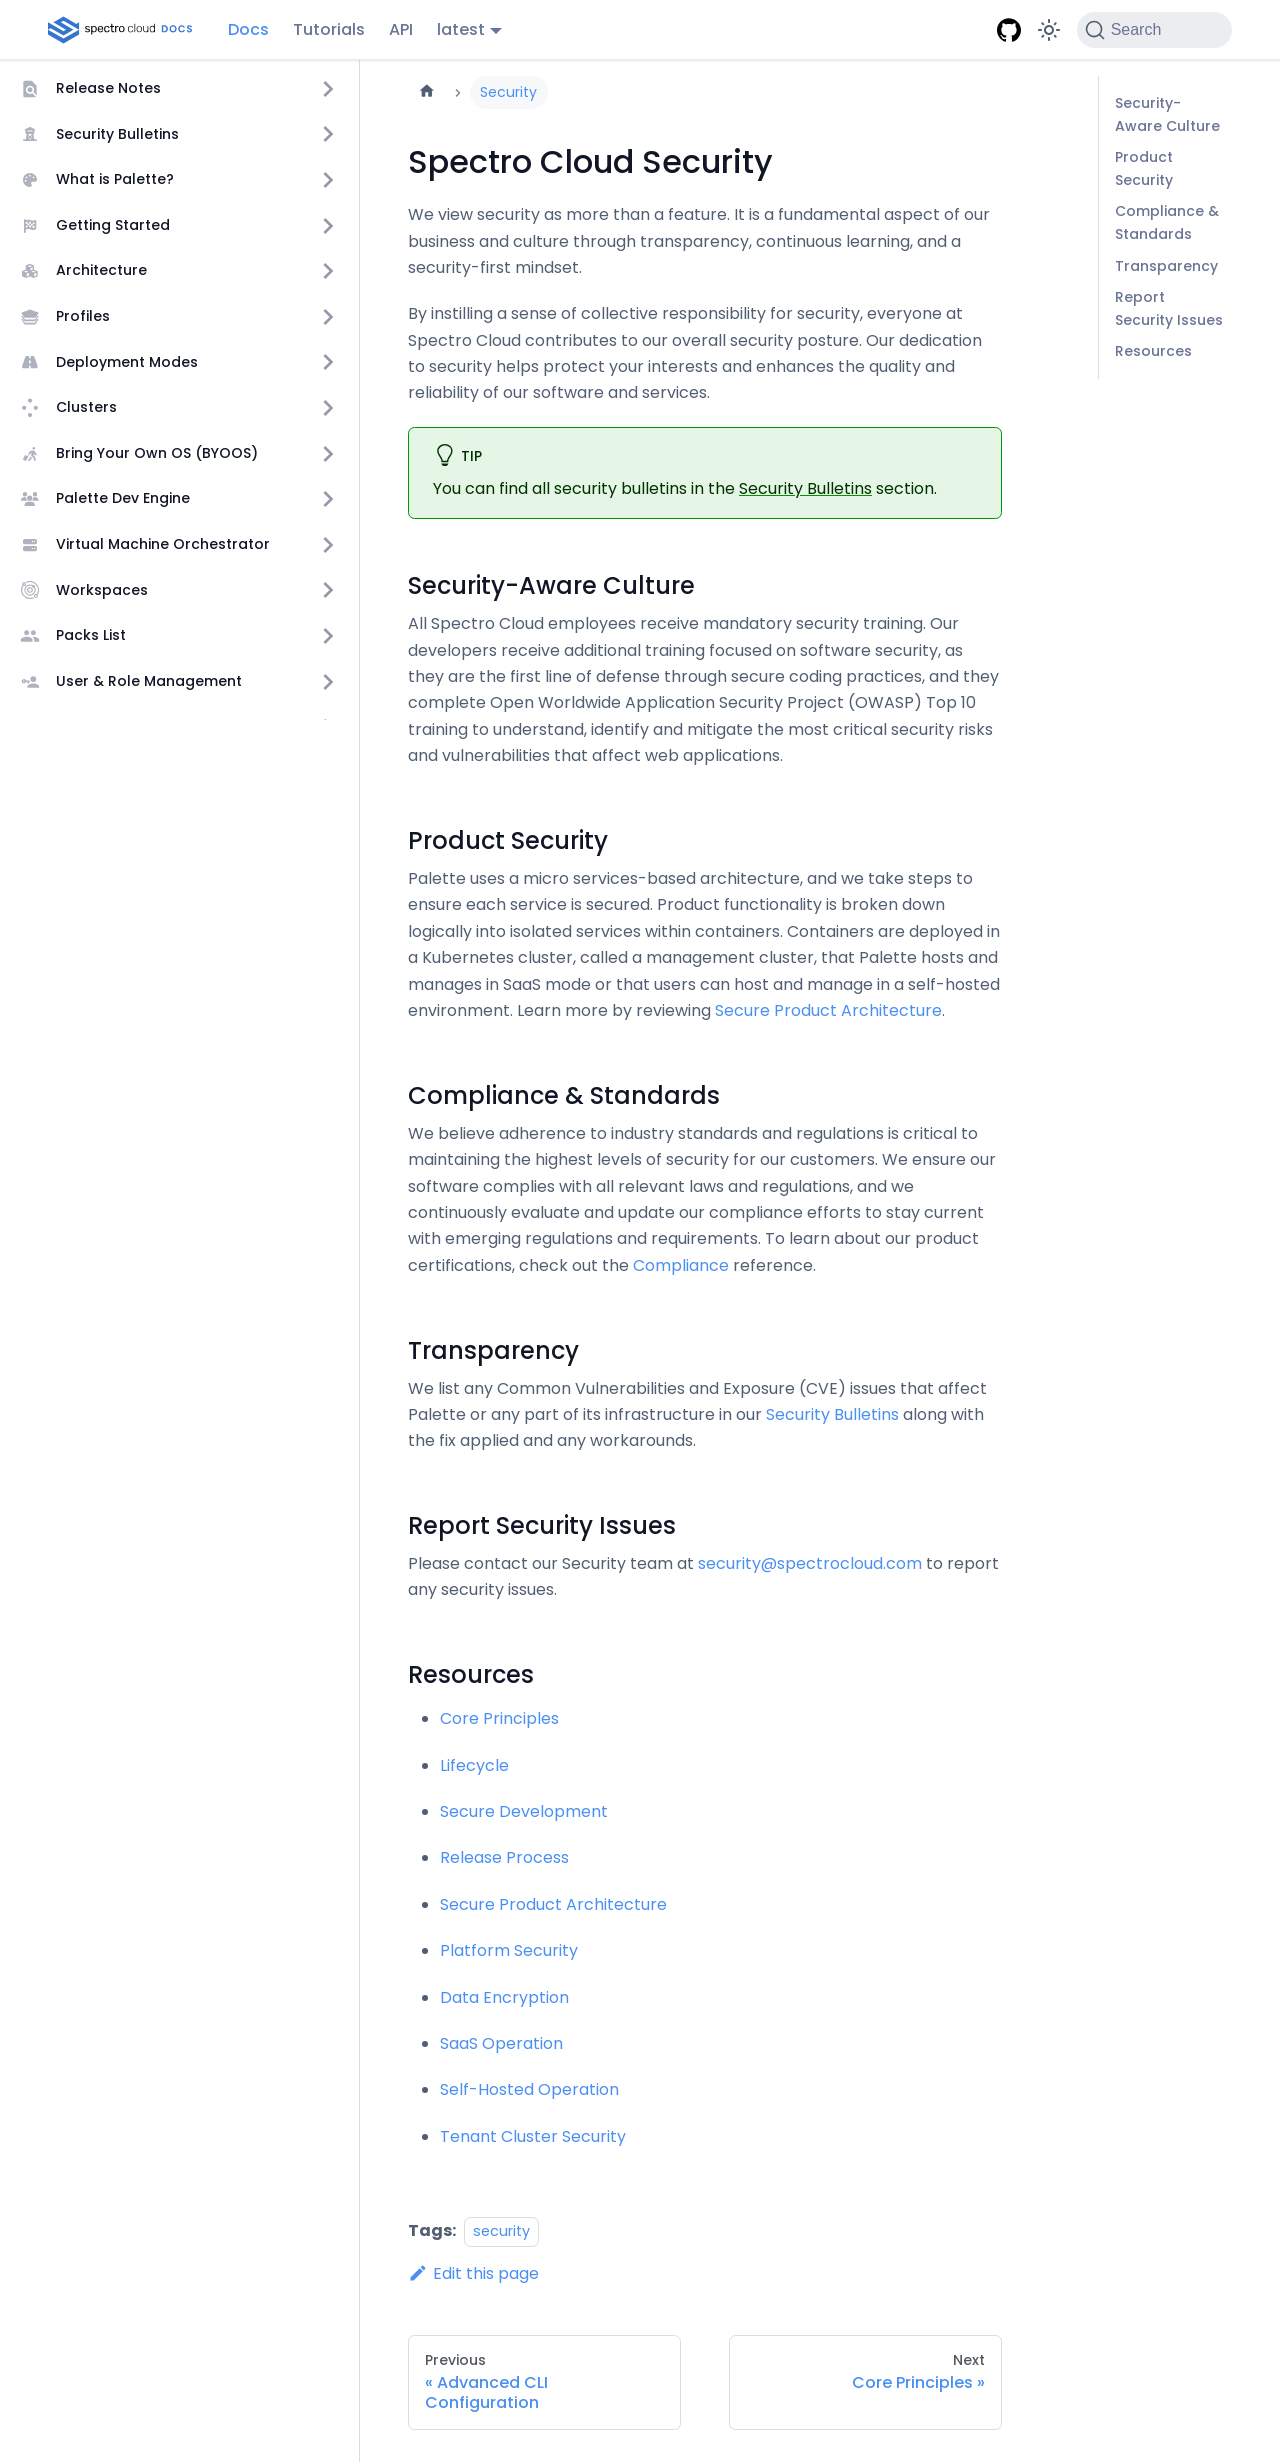 spectro cloud DOCS
Docs
Tutorials
API
latest
Search
Release Notes
Security Bulletins
What is Palette?
Getting Started
Architecture
Profiles
Deployment Modes
Clusters
Bring Your Own OS (BYOOS)
Palette Dev Engine
Virtual Machine Orchestrator
Workspaces
Packs List
User & Role Management
Security
Spectro Cloud Security
We view security as more than a feature. It is a fundamental aspect of our
business and culture through transparency, continuous learning, and a
security-first mindset.
By instilling a sense of collective responsibility for security, everyone at
Spectro Cloud contributes to our overall security posture. Our dedication
to security helps protect your interests and enhances the quality and
reliability of our software and services.
TIP
You can find all security bulletins in the Security Bulletins section.
Security-Aware Culture
All Spectro Cloud employees receive mandatory security training. Our
developers receive additional training focused on software security, as
they are the first line of defense through secure coding practices, and they
complete Open Worldwide Application Security Project (OWASP) Top 10
training to understand, identify and mitigate the most critical security risks
and vulnerabilities that affect web applications.
Product Security
Palette uses a micro services-based architecture, and we take steps to
ensure each service is secured. Product functionality is broken down
logically into isolated services within containers. Containers are deployed in
a Kubernetes cluster, called a management cluster, that Palette hosts and
manages in SaaS mode or that users can host and manage in a self-hosted
environment. Learn more by reviewing Secure Product Architecture.
Compliance & Standards
We believe adherence to industry standards and regulations is critical to
maintaining the highest levels of security for our customers. We ensure our
software complies with all relevant laws and regulations, and we
continuously evaluate and update our compliance efforts to stay current
with emerging regulations and requirements. To learn about our product
certifications, check out the Compliance reference.
Transparency
We list any Common Vulnerabilities and Exposure (CVE) issues that affect
Palette or any part of its infrastructure in our Security Bulletins along with
the fix applied and any workarounds.
Report Security Issues
Please contact our Security team at security@spectrocloud.com to report
any security issues.
Resources
Core Principles
Lifecycle
Secure Development
Release Process
Secure Product Architecture
Platform Security
Data Encryption
SaaS Operation
Self-Hosted Operation
Tenant Cluster Security
Tags: security
Edit this page
Previous
« Advanced CLI
Configuration
Next
Core Principles »
Security-
Aware Culture
Product
Security
Compliance &
Standards
Transparency
Report
Security Issues
Resources